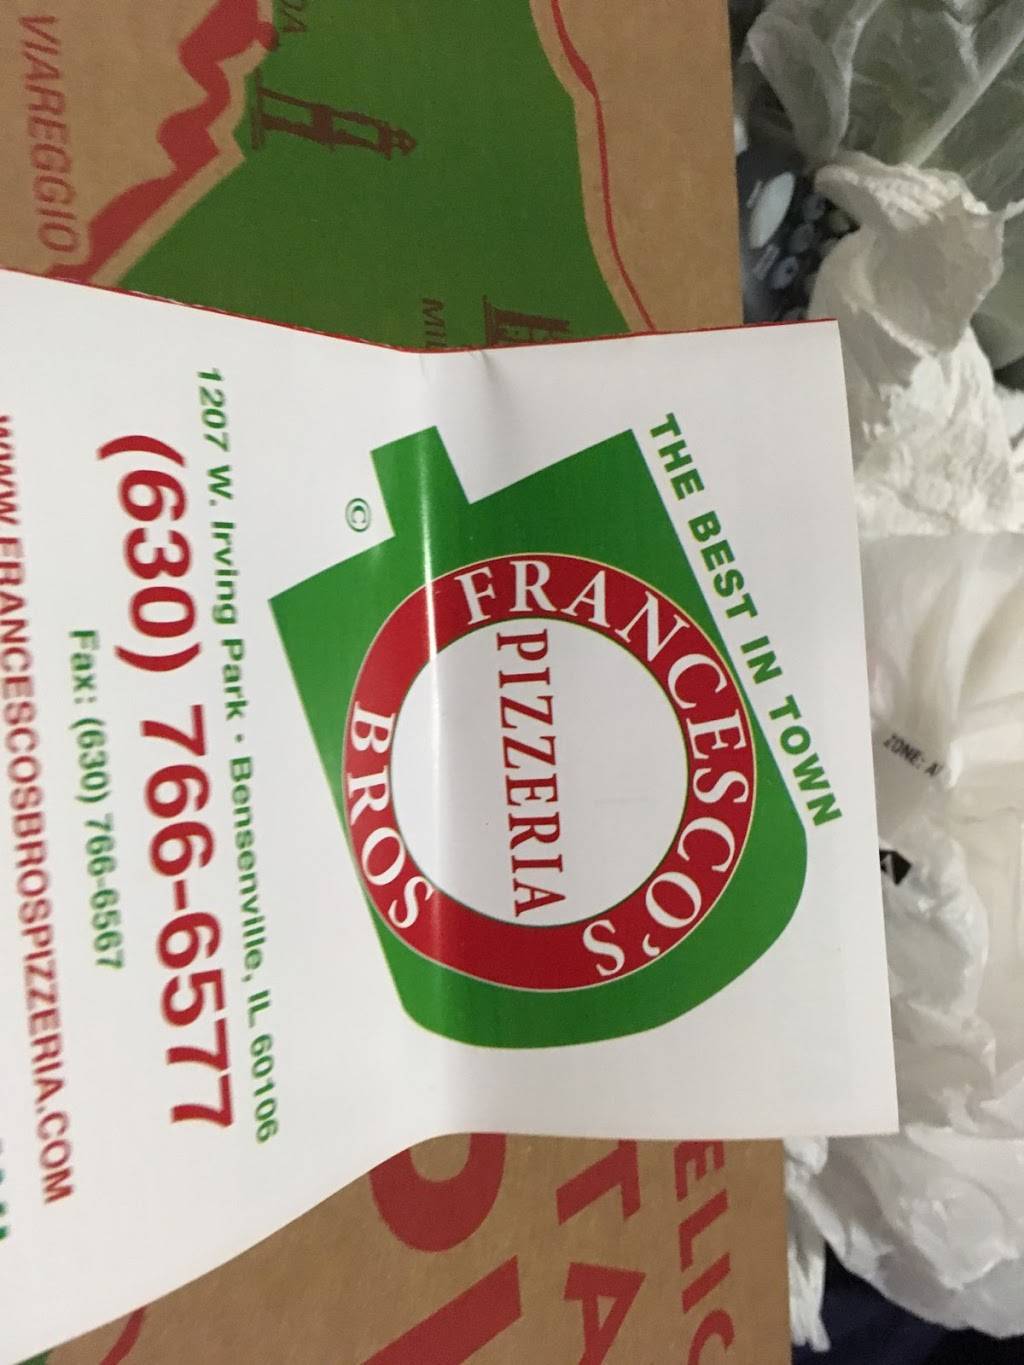 THE BEST IN TOWN
FRANCESCO'S
PIZZERIA
BROS
©
1207 W. Irving Park • Bensenville, IL 60106
(630) 766-6577
Fax: (630) 766-6567
WWW.FRANCESCOSBROSPIZZERIA.COM
VIAREGGIO
ZONE: